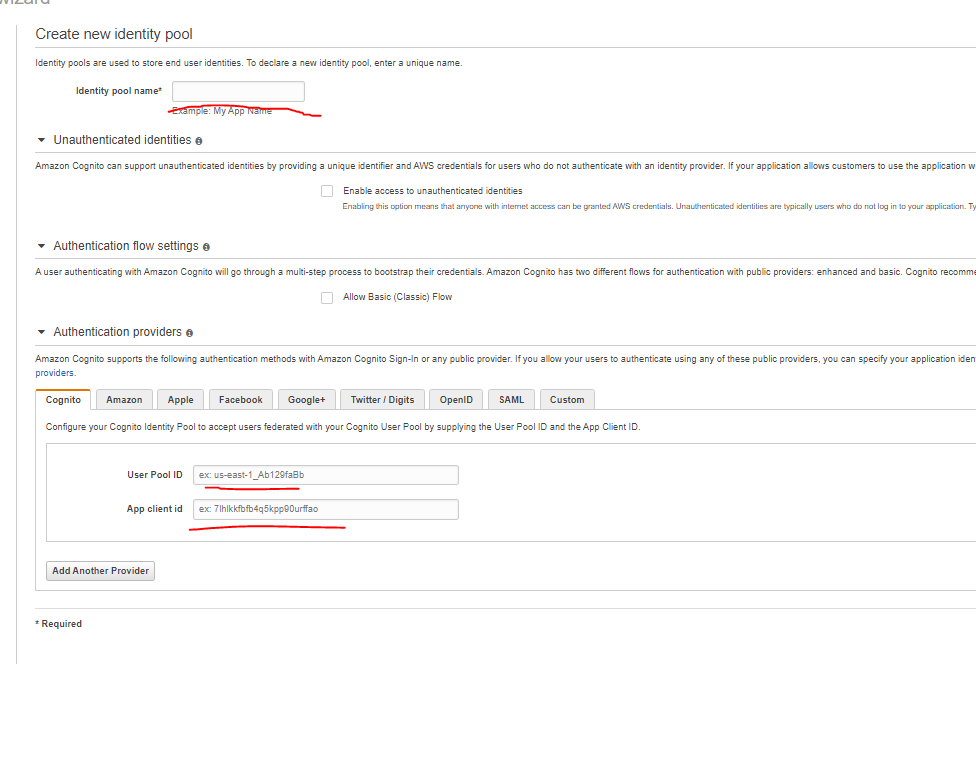 Wizard
Create new identity pool
Identity pools are used to store end user identities. To declare a new identity pool, enter a unique name.
Identity pool name*
Example: My App Name
Unauthenticated identities
Amazon Cognito can support unauthenticated identities by providing a unique identifier and AWS credentials for users who do not authenticate with an identity provider. If your application allows customers to use the application w
Enable access to unauthenticated identities
Enabling this option means that anyone with internet access can be granted AWS credentials. Unauthenticated identities are typically users who do not log in to your application. Ty
Authentication flow settings
A user authenticating with Amazon Cognito will go through a multi-step process to bootstrap their credentials. Amazon Cognito has two different flows for authentication with public providers: enhanced and basic. Cognito recomme
Allow Basic (Classic) Flow
Authentication providers
Amazon Cognito supports the following authentication methods with Amazon Cognito Sign-In or any public provider. If you allow your users to authenticate using any of these public providers, you can specify your application iden
providers.
Cognito Amazon Apple Facebook Google+ Twitter / Digits OpenID SAML Custom
Configure your Cognito Identity Pool to accept users federated with your Cognito User Pool by supplying the User Pool ID and the App Client ID.
User Pool ID ex: us-east-1_Ab129faBb
App client id ex: 7lhlkkfbfb4q5kpp90urffao
Add Another Provider
* Required